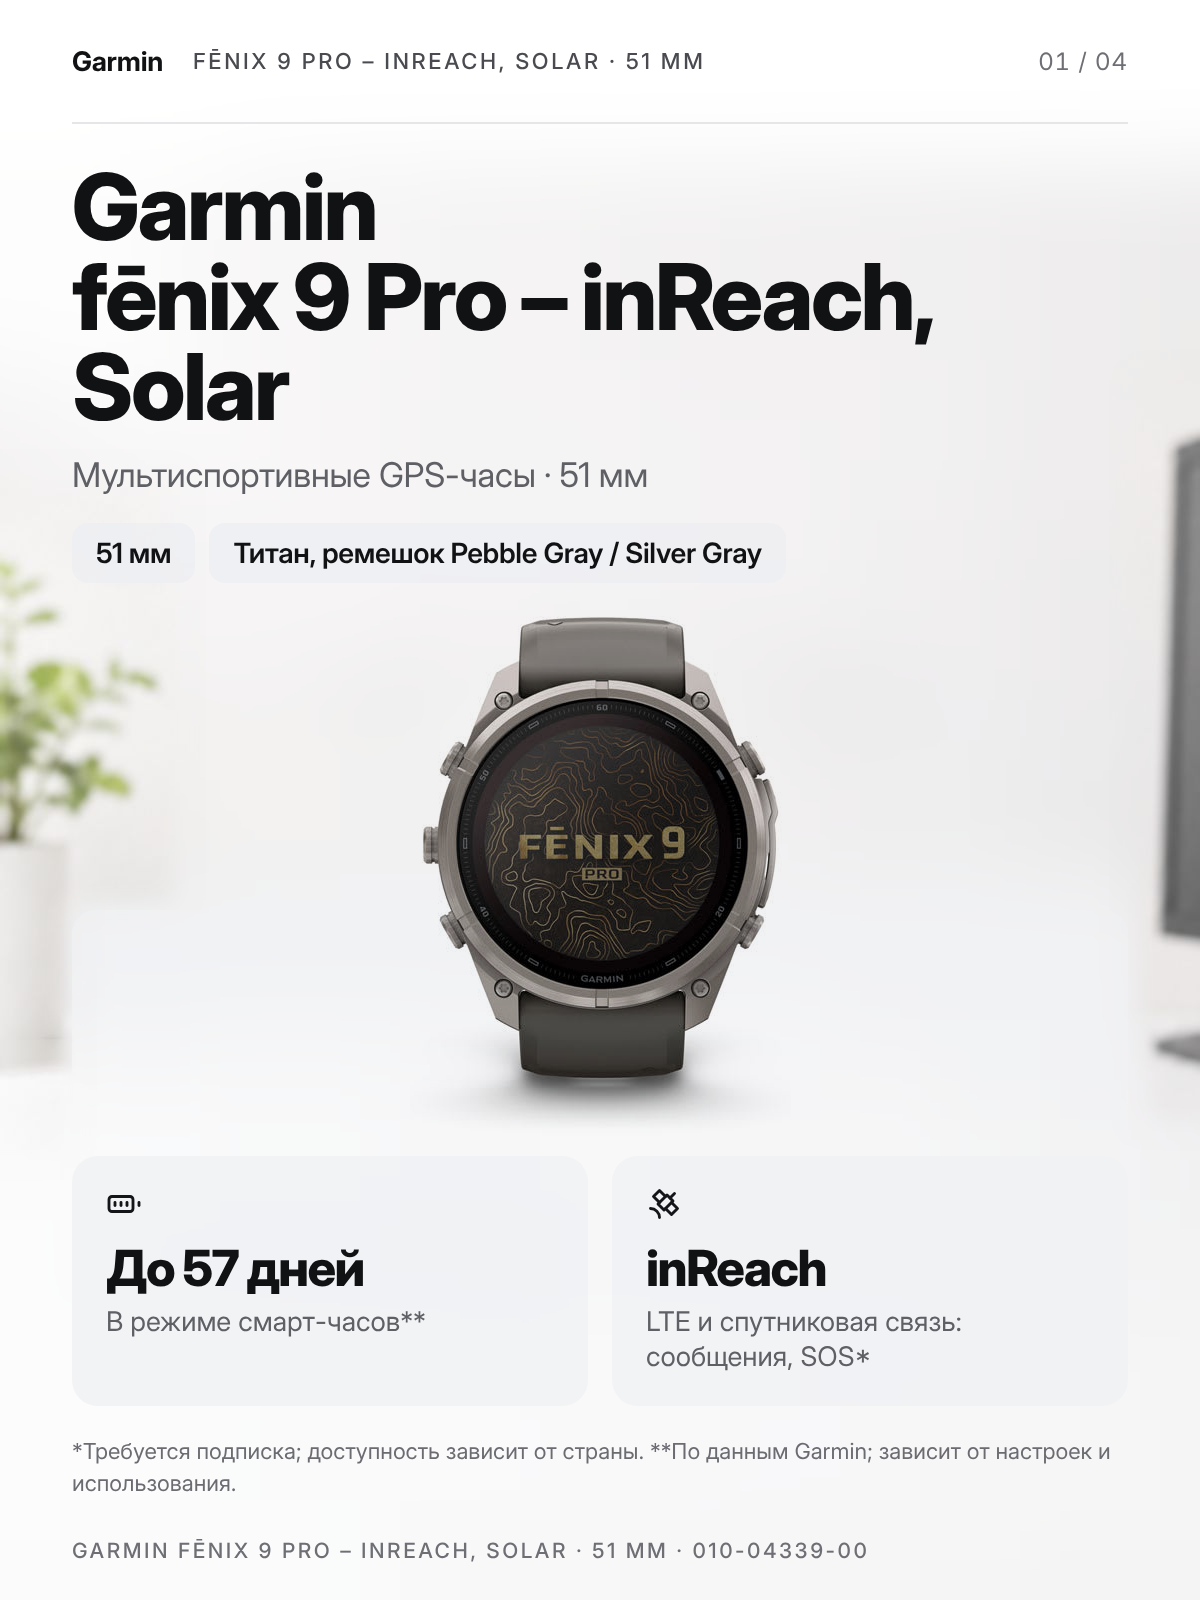 Garmin FĒNIX 9 PRO – INREACH, SOLAR · 51 MM 01 / 04
Garmin
fēnix 9 Pro – inReach,
Solar
Мультиспортивные GPS-часы · 51 мм
51 мм Титан, ремешок Pebble Gray / Silver Gray
60
50
FĒNIX 9
PRO
40 20
GARMIN
До 57 дней
В режиме смарт-часов**
inReach
LTE и спутниковая связь:
сообщения, SOS*
*Требуется подписка; доступность зависит от страны. **По данным Garmin; зависит от настроек и
использования.
GARMIN FĒNIX 9 PRO – INREACH, SOLAR · 51 MM · 010-04339-00